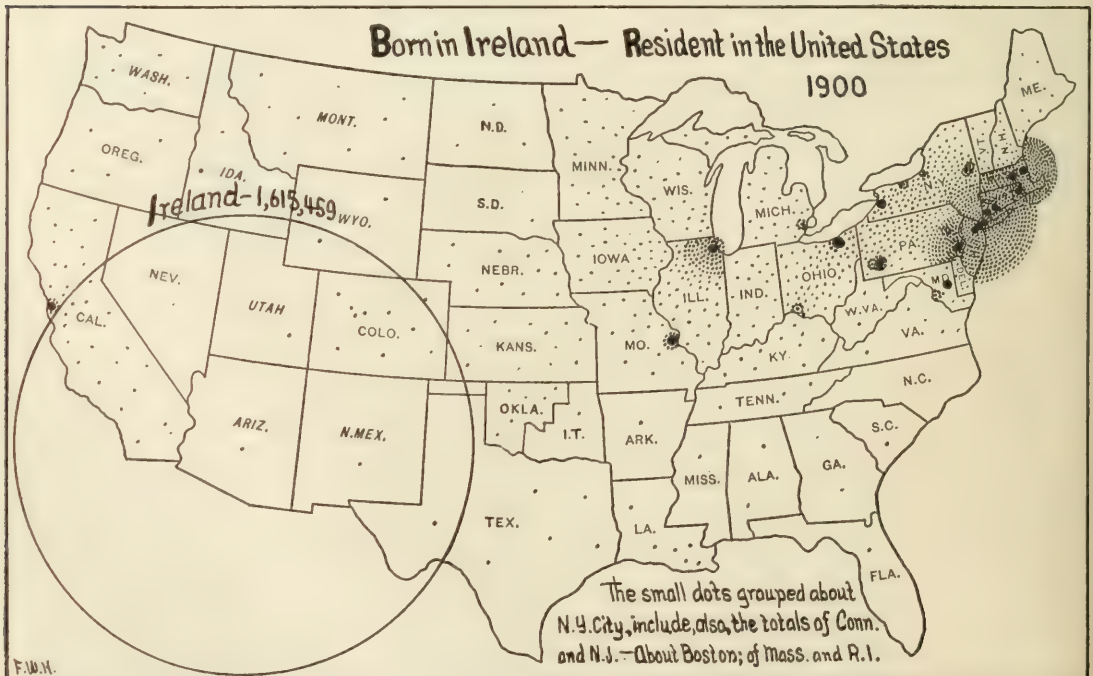 Born in Ireland — Resident in the United States
1900
WASH.
MONT.
N.D.
MINN.
ME.
OREG.
IDA.
VT.
N.H.
WIS.
MICH.
N.Y.
Ireland-1,615,459
WYO.
S.D.
IOWA
PA.
NEV.
NEBR.
ILL.
IND.
OHIO
MD.
DEL.
UTAH
COLO.
W.VA.
CAL.
KANS.
MO.
KY.
VA.
ARIZ.
N.MEX.
OKLA.
I.T.
TENN.
N.C.
ARK.
S.C.
MISS.
ALA.
GA.
TEX.
LA.
FLA.
The small dots grouped about
N.Y. City, include, also, the totals of Conn.
and N.J.—About Boston; of Mass. and R.I.
F.W.H.